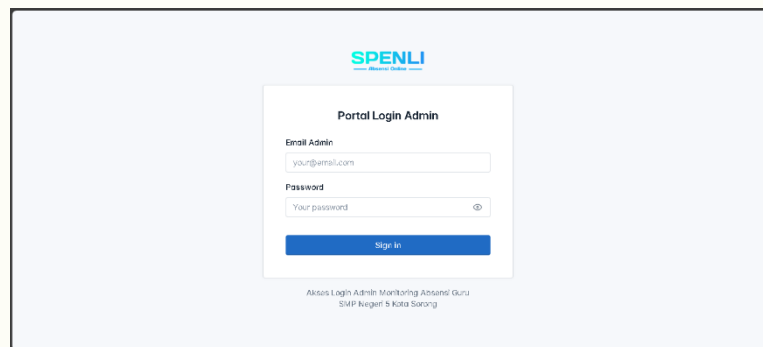 SPENLI
Absensi Online
Portal Login Admin
Email Admin
your@email.com
Password
Your password
Sign in
Akses Login Admin Monitoring Absensi Guru
SMP Negeri 5 Kota Sorong